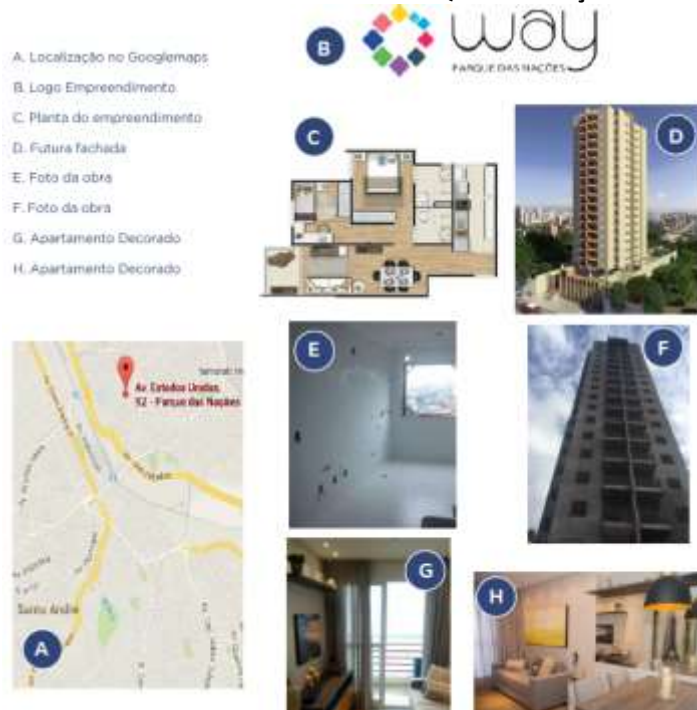 A. Localização no Googlemaps
B. Logo Empreendimento
C. Planta do empreendimento
D. Futura fachada
E. Foto da obra
F. Foto da obra
G. Apartamento Decorado
H. Apartamento Decorado
B
way
PARQUE DAS NAÇÕES
C
D
E
F
Av. Estados Unidos,
92 - Parque das Nações
Santo André
A
G
H